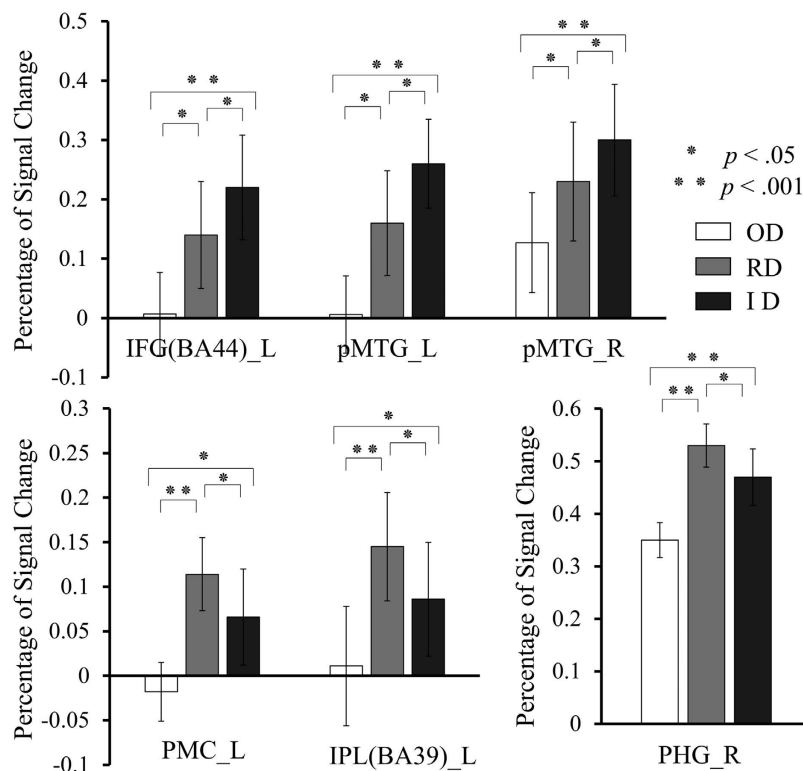 Percentage of Signal Change
0.5
0.4
0.3
0.2
0.1
0
-0.1
* *
* *
* *
* *
* *
* *
IFG(BA44)_L
pMTG_L
pMTG_R
* p < .05
** p < .001
OD
RD
I D
Percentage of Signal Change
0.3
0.25
0.2
0.15
0.1
0.05
0
-0.05
-0.1
*
** *
*
** *
PMC_L
IPL(BA39)_L
Percentage of Signal Change
0.6
0.5
0.4
0.3
0.2
0.1
0
* *
** *
PHG_R